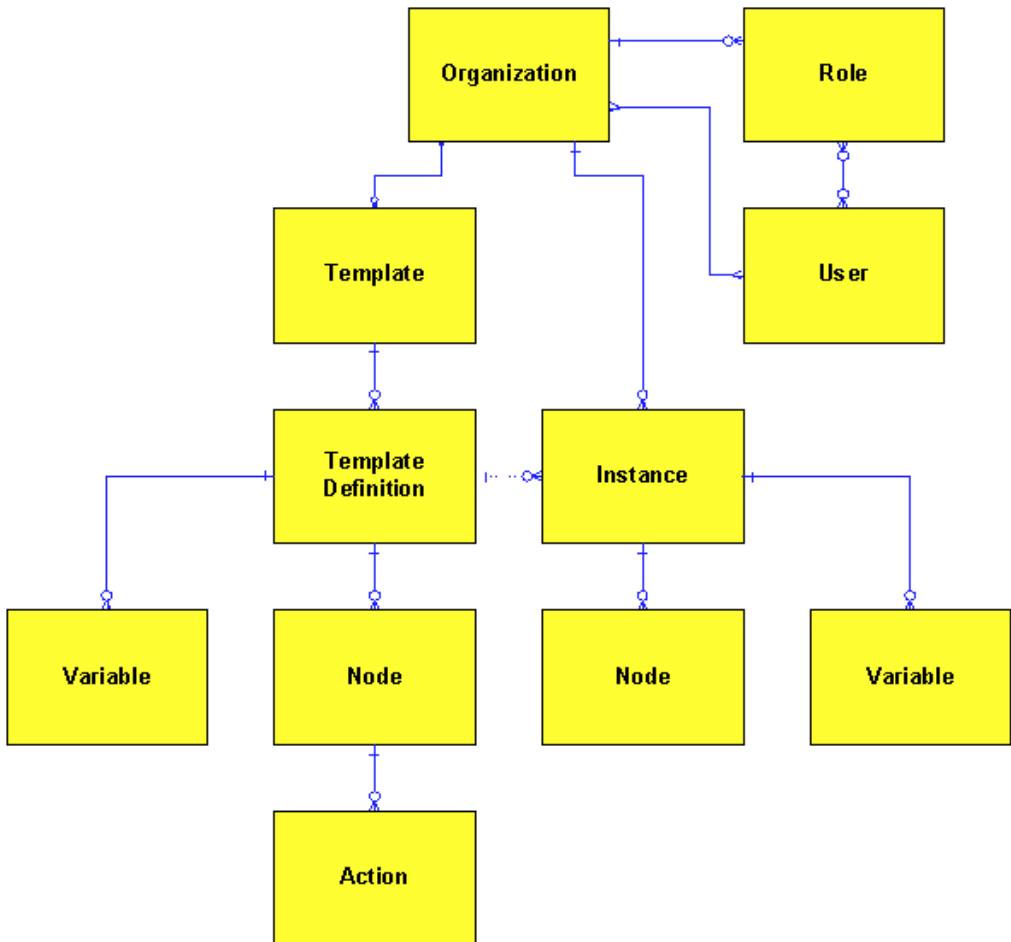 Organization
Role
Template
User
Template
Definition
Instance
Variable
Node
Node
Variable
Action